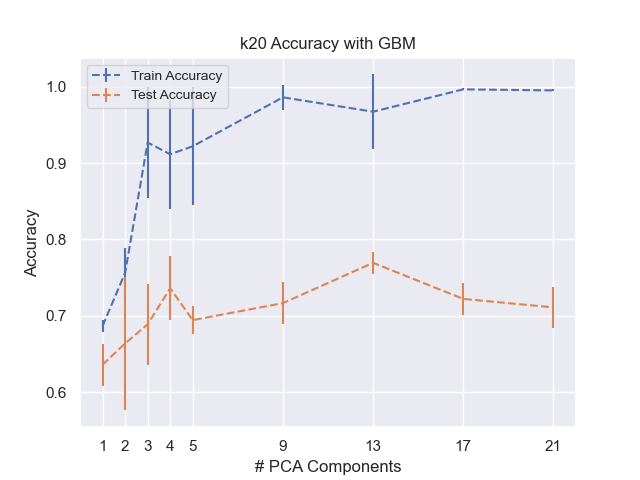 k20 Accuracy with GBM
Train Accuracy
Test Accuracy
1.0
0.9
0.8
0.7
0.6
Accuracy
1 2 3 4 5 9 13 17 21
# PCA Components